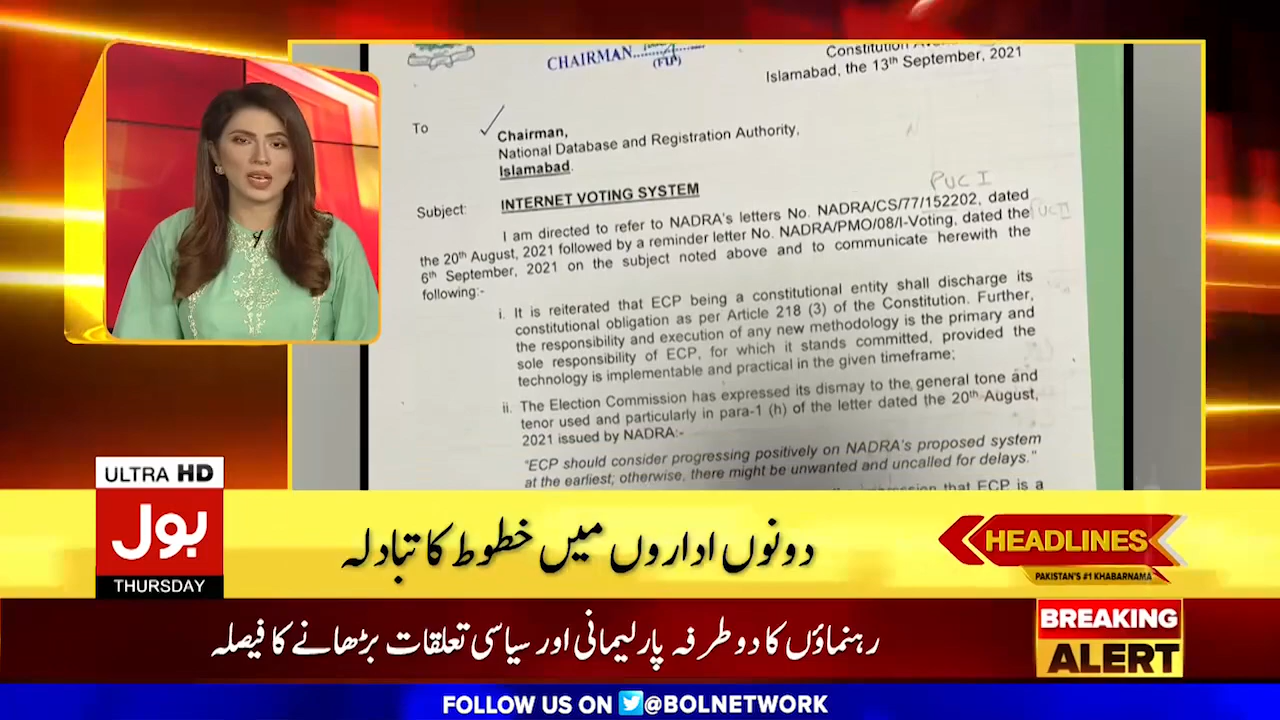 CHAIRMAN
(F.I.P)
Constitution
Islamabad, the 13th September, 2021
To
Chairman,
National Database and Registration Authority,
Islamabad.
Subject: INTERNET VOTING SYSTEM
PUC I
I am directed to refer to NADRA's letters No. NADRA/CS/77/152202, dated
the 20th August, 2021 followed by a reminder letter No. NADRA/PMO/08/I-Voting, dated the
6th September, 2021 on the subject noted above and to communicate herewith the
following:-
i. It is reiterated that ECP being a constitutional entity shall discharge its
constitutional obligation as per Article 218 (3) of the Constitution. Further,
the responsibility and execution of any new methodology is the primary and
sole responsibility of ECP, for which it stands committed, provided the
technology is implementable and practical in the given timeframe;
ii. The Election Commission has expressed its dismay to the general tone and
tenor used and particularly in para-1 (h) of the letter dated the 20th August,
2021 issued by NADRA:-
"ECP should consider progressing positively on NADRA's proposed system
at the earliest; otherwise, there might be unwanted and uncalled for delays."
that ECP is a
ULTRA HD
بول
THURSDAY
دونوں اداروں میں خطوط کا تبادلہ
HEADLINES
PAKISTAN'S #1 KHABARNAMA
رہنماؤں کا دو طرفہ پارلیمانی اور سیاسی تعلقات بڑھانے کا فیصلہ
BREAKING
ALERT
FOLLOW US ON @BOLNETWORK